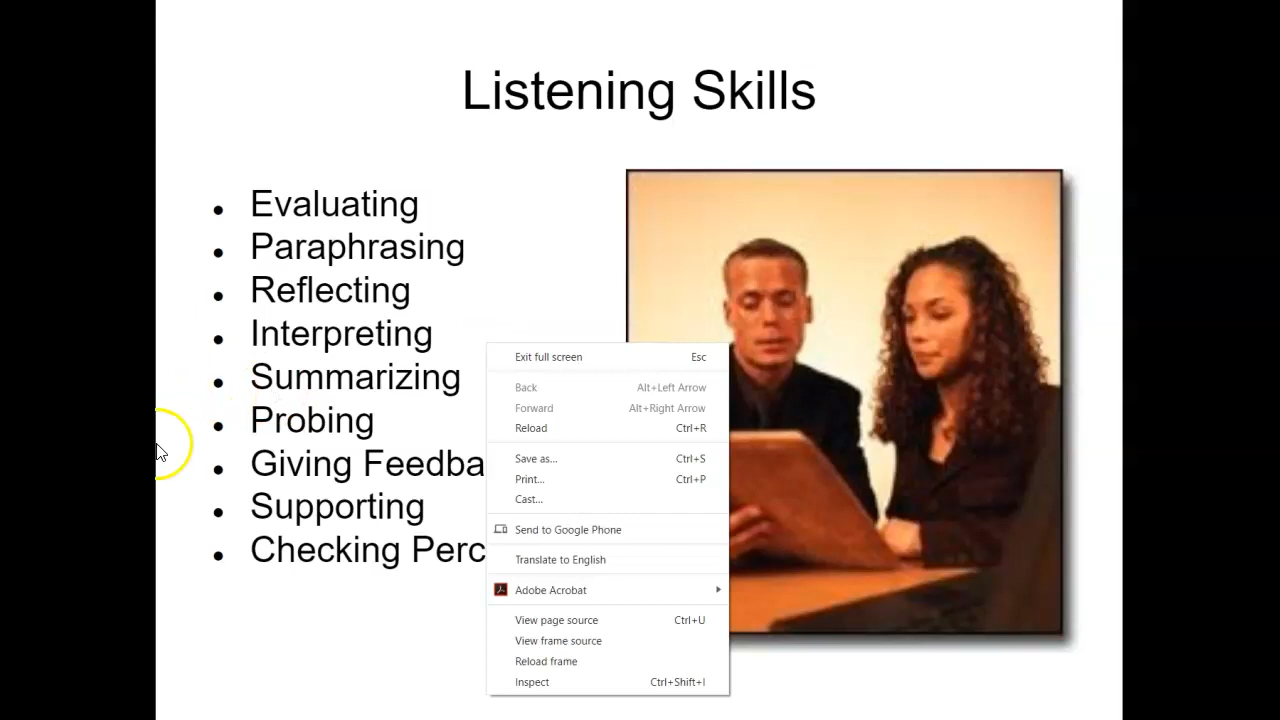 Listening Skills
• Evaluating
• Paraphrasing
• Reflecting
• Interpreting
• Summarizing
• Probing
• Giving Feedba
• Supporting
• Checking Perc
Exit full screen Esc
Back Alt+Left Arrow
Forward Alt+Right Arrow
Reload Ctrl+R
Save as... Ctrl+S
Print... Ctrl+P
Cast...
Send to Google Phone
Translate to English
Adobe Acrobat
View page source Ctrl+U
View frame source
Reload frame
Inspect Ctrl+Shift+I